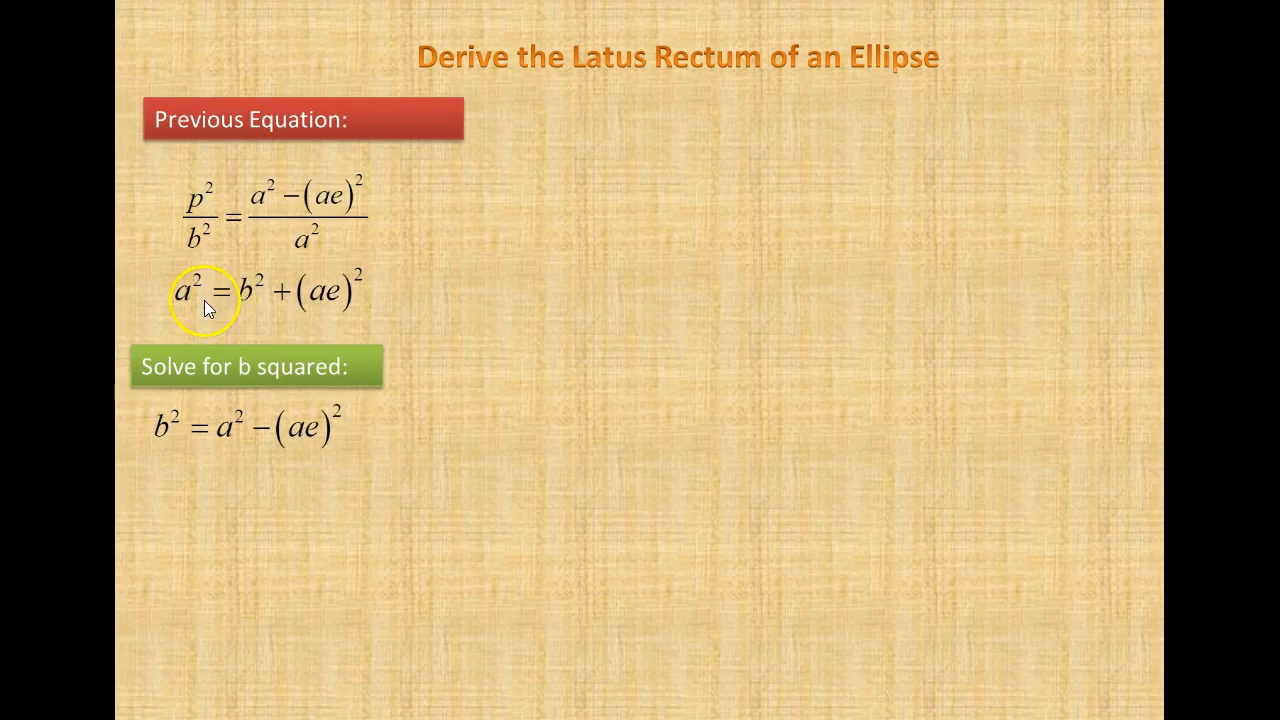 Derive the Latus Rectum of an Ellipse
Previous Equation:
p²/b² = (a² − (ae)²)/a²
a² = b² + (ae)²
Solve for b squared:
b² = a² − (ae)²